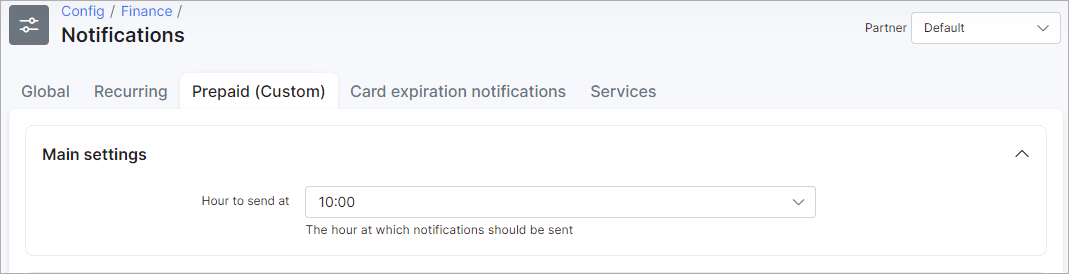 Config / Finance /
Notifications
Partner Default
Global Recurring Prepaid (Custom) Card expiration notifications Services
Main settings
Hour to send at 10:00
The hour at which notifications should be sent